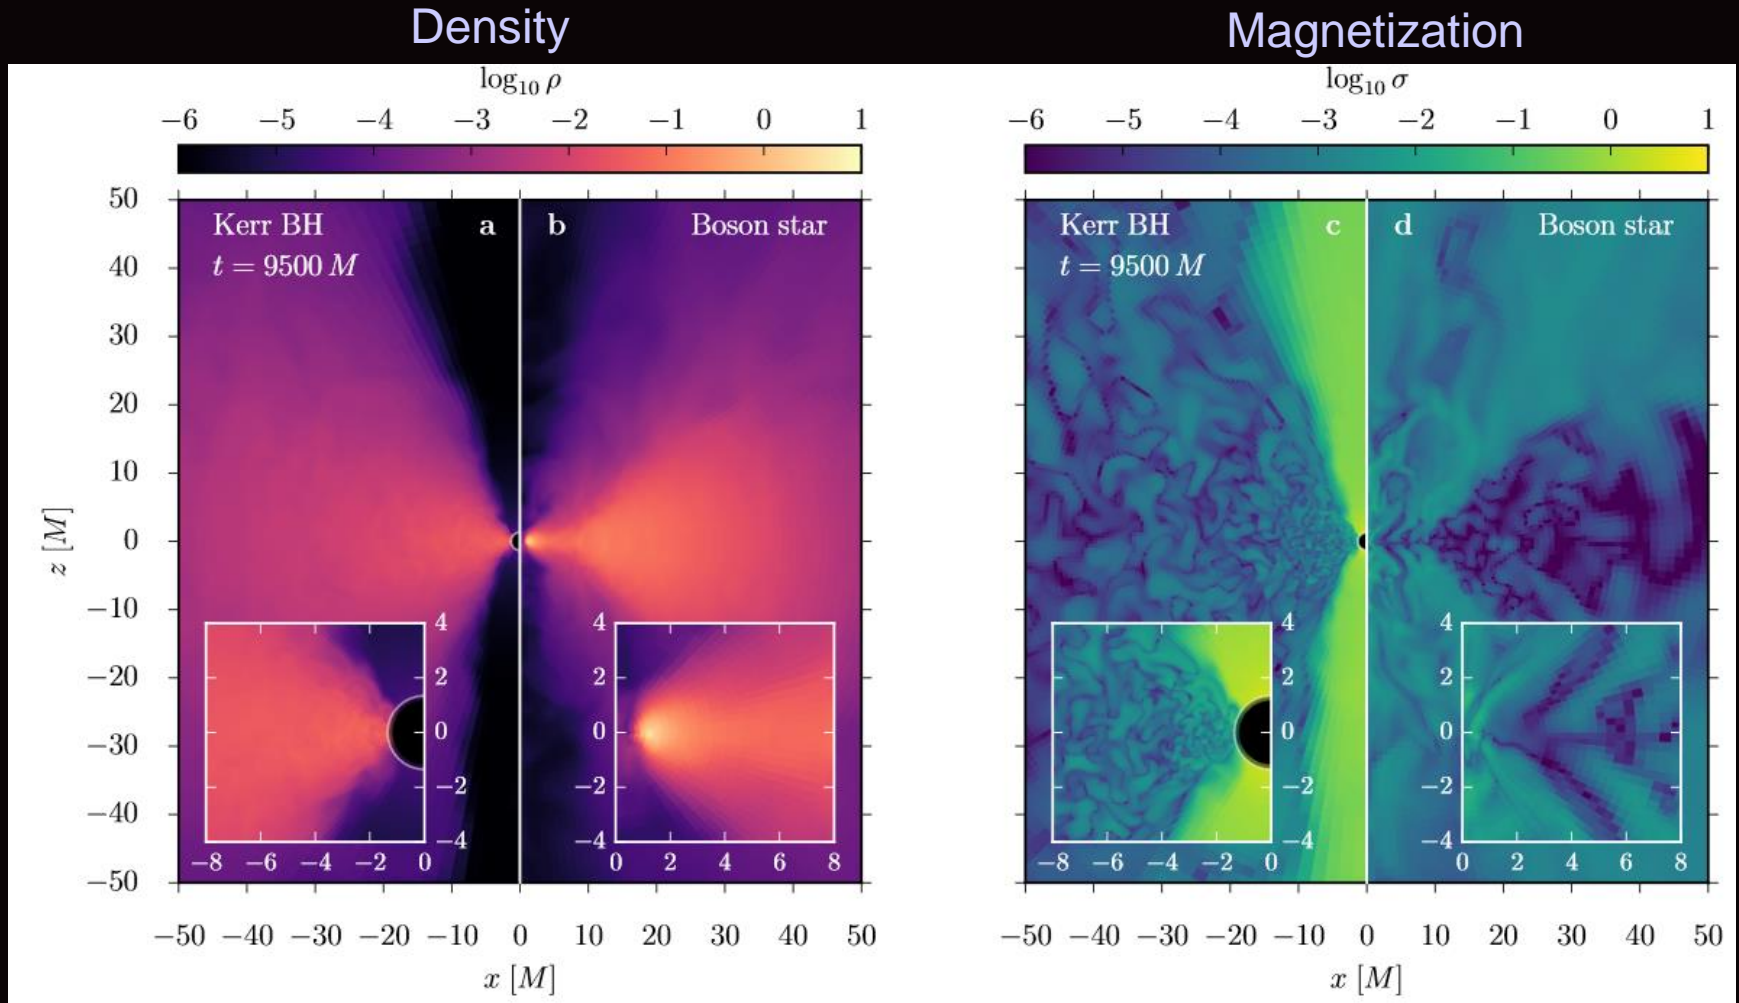 Density
Magnetization
log₁₀ ρ
−6 −5 −4 −3 −2 −1 0 1
log₁₀ σ
−6 −5 −4 −3 −2 −1 0 1
50
40
30
20
10
0
−10
−20
−30
−40
−50
z [M]
Kerr BH a b Boson star
t = 9500 M
4
2
0
−2
−4
−8 −6 −4 −2 0
4
2
0
−2
−4
0 2 4 6 8
−50 −40 −30 −20 −10 0 10 20 30 40 50
x [M]
Kerr BH c d Boson star
t = 9500 M
4
2
0
−2
−4
−8 −6 −4 −2 0
4
2
0
−2
−4
0 2 4 6 8
−50 −40 −30 −20 −10 0 10 20 30 40 50
x [M]